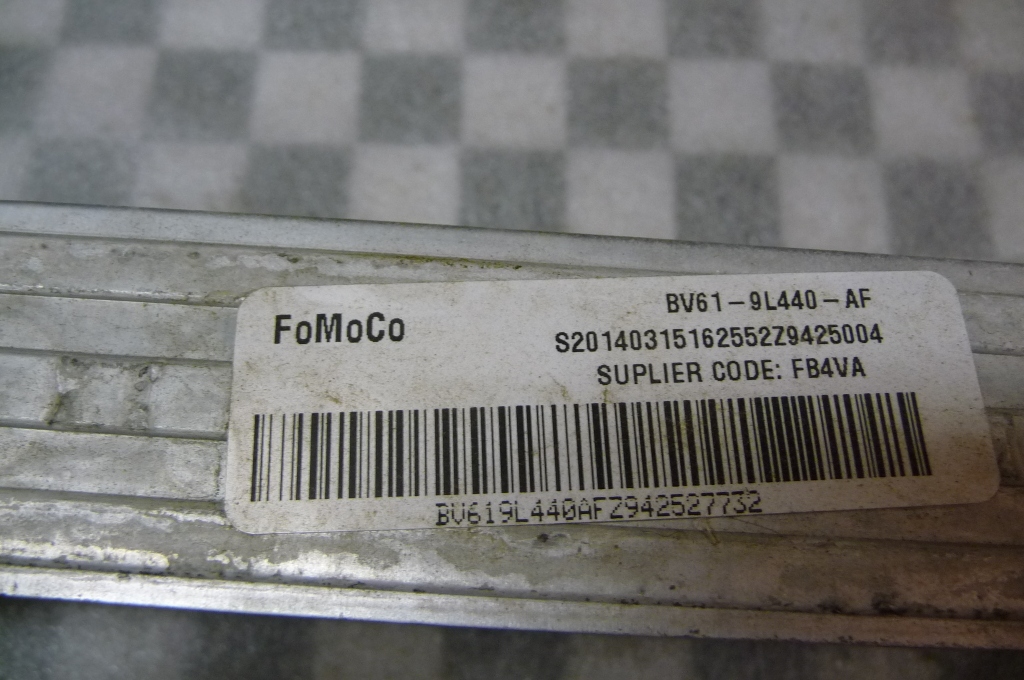 FoMoCo
BV61-9L440-AF
S20140315162552Z9425004
SUPLIER CODE: FB4VA
BV619L440AFZ942527732